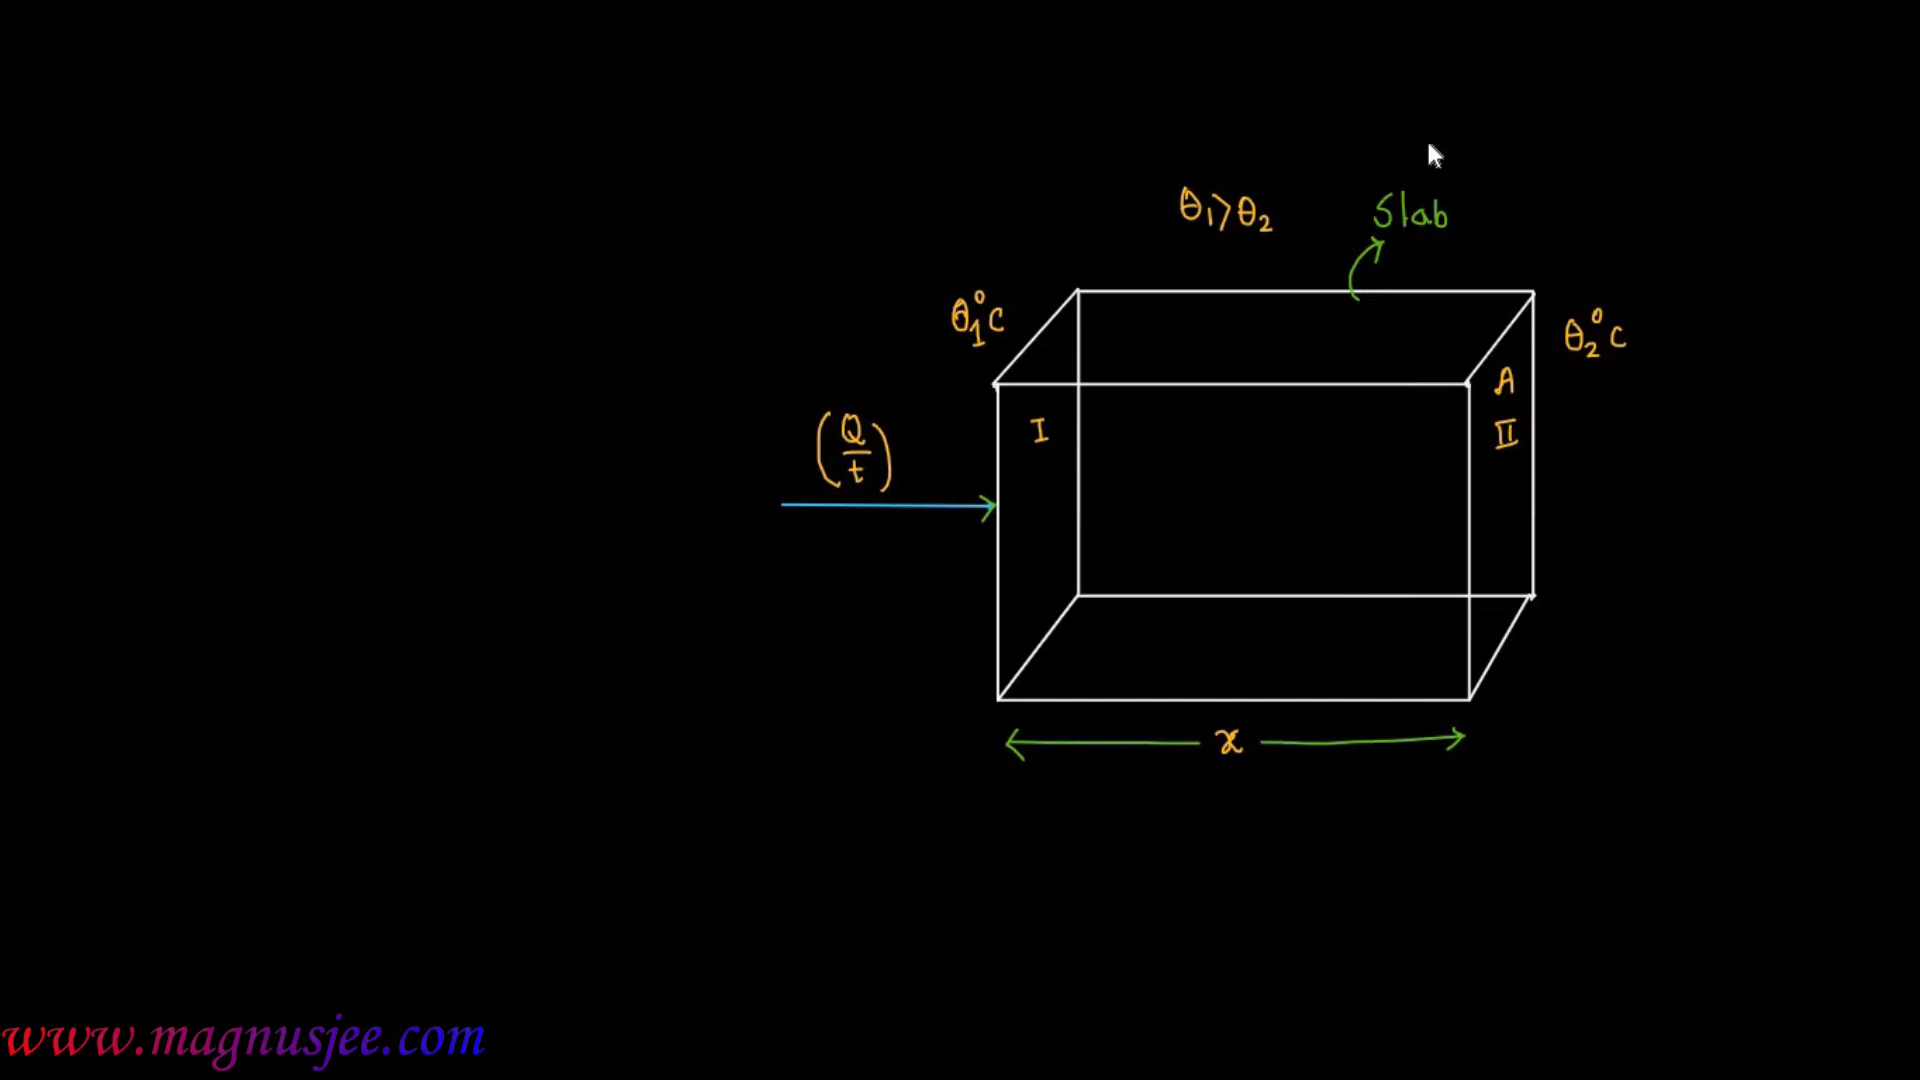 θ₁>θ₂
Slab
θ₁°C
θ₂°C
A
I
II
(Q/t)
x
www.magnusjee.com